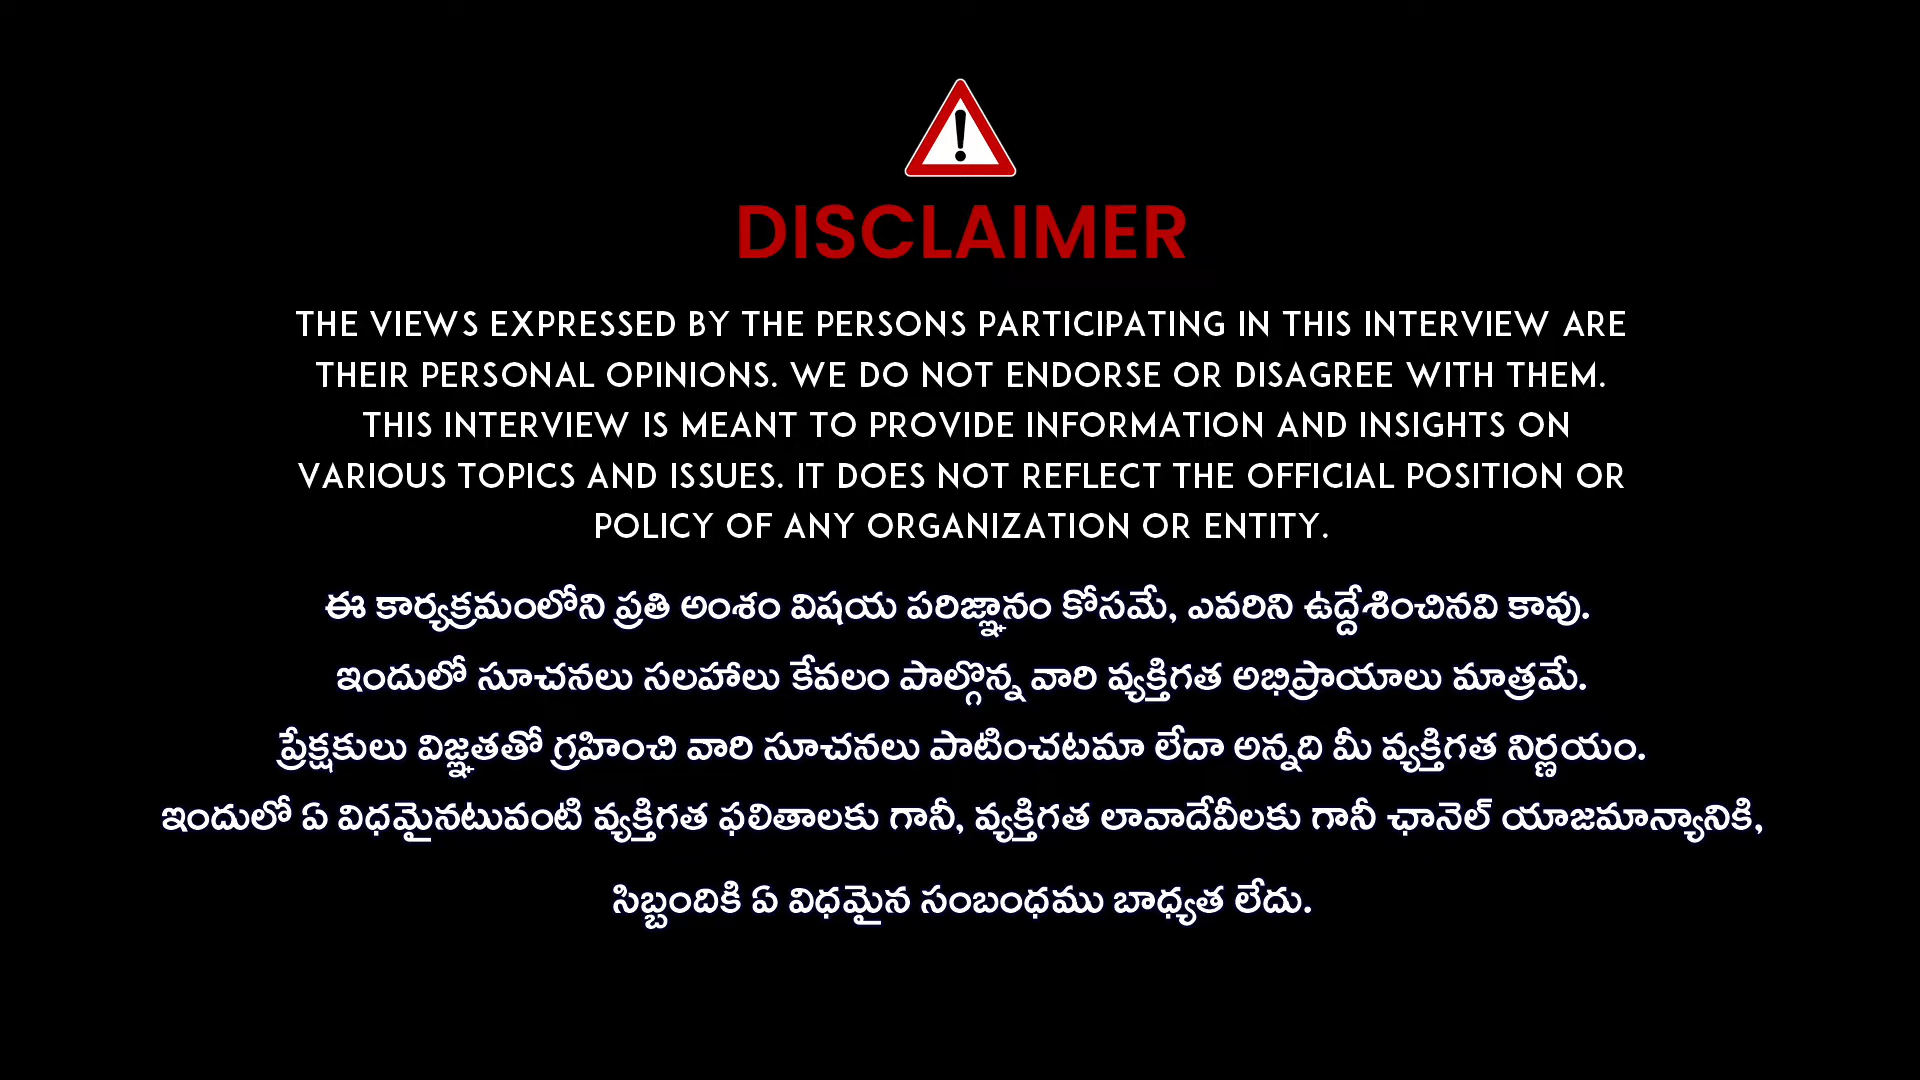 DISCLAIMER
THE VIEWS EXPRESSED BY THE PERSONS PARTICIPATING IN THIS INTERVIEW ARE
THEIR PERSONAL OPINIONS. WE DO NOT ENDORSE OR DISAGREE WITH THEM.
THIS INTERVIEW IS MEANT TO PROVIDE INFORMATION AND INSIGHTS ON
VARIOUS TOPICS AND ISSUES. IT DOES NOT REFLECT THE OFFICIAL POSITION OR
POLICY OF ANY ORGANIZATION OR ENTITY.
ఈ కార్యక్రమంలోని ప్రతి అంశం విషయ పరిజ్ఞానం కోసమే, ఎవరిని ఉద్దేశించినవి కావు.
ఇందులో సూచనలు సలహాలు కేవలం పాల్గొన్న వారి వ్యక్తిగత అభిప్రాయాలు మాత్రమే.
ప్రేక్షకులు విజ్ఞతతో గ్రహించి వారి సూచనలు పాటించటమా లేదా అన్నది మీ వ్యక్తిగత నిర్ణయం.
ఇందులో ఏ విధమైనటువంటి వ్యక్తిగత ఫలితాలకు గానీ, వ్యక్తిగత లావాదేవీలకు గానీ ఛానెల్ యాజమాన్యానికి,
సిబ్బందికి ఏ విధమైన సంబంధము బాధ్యత లేదు.